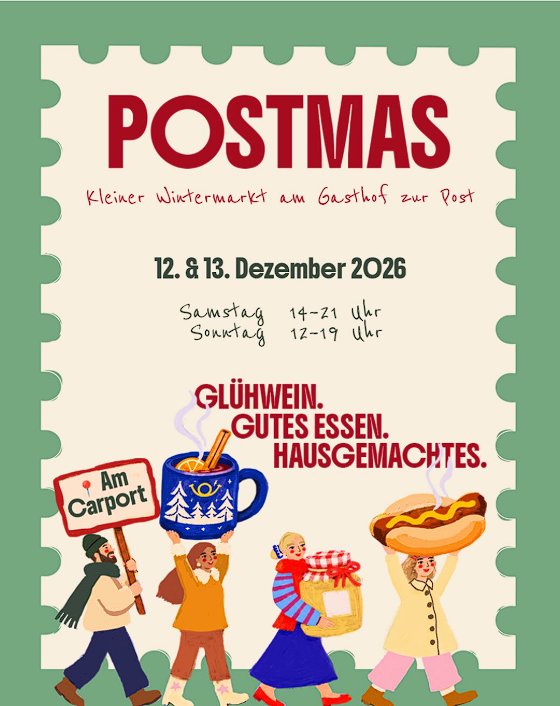 POSTMAS
Kleiner Wintermarkt am Gasthof zur Post
12. & 13. Dezember 2026
Samstag 14-21 Uhr
Sonntag 12-19 Uhr
GLÜHWEIN.
GUTES ESSEN.
HAUSGEMACHTES.
Am
Carport